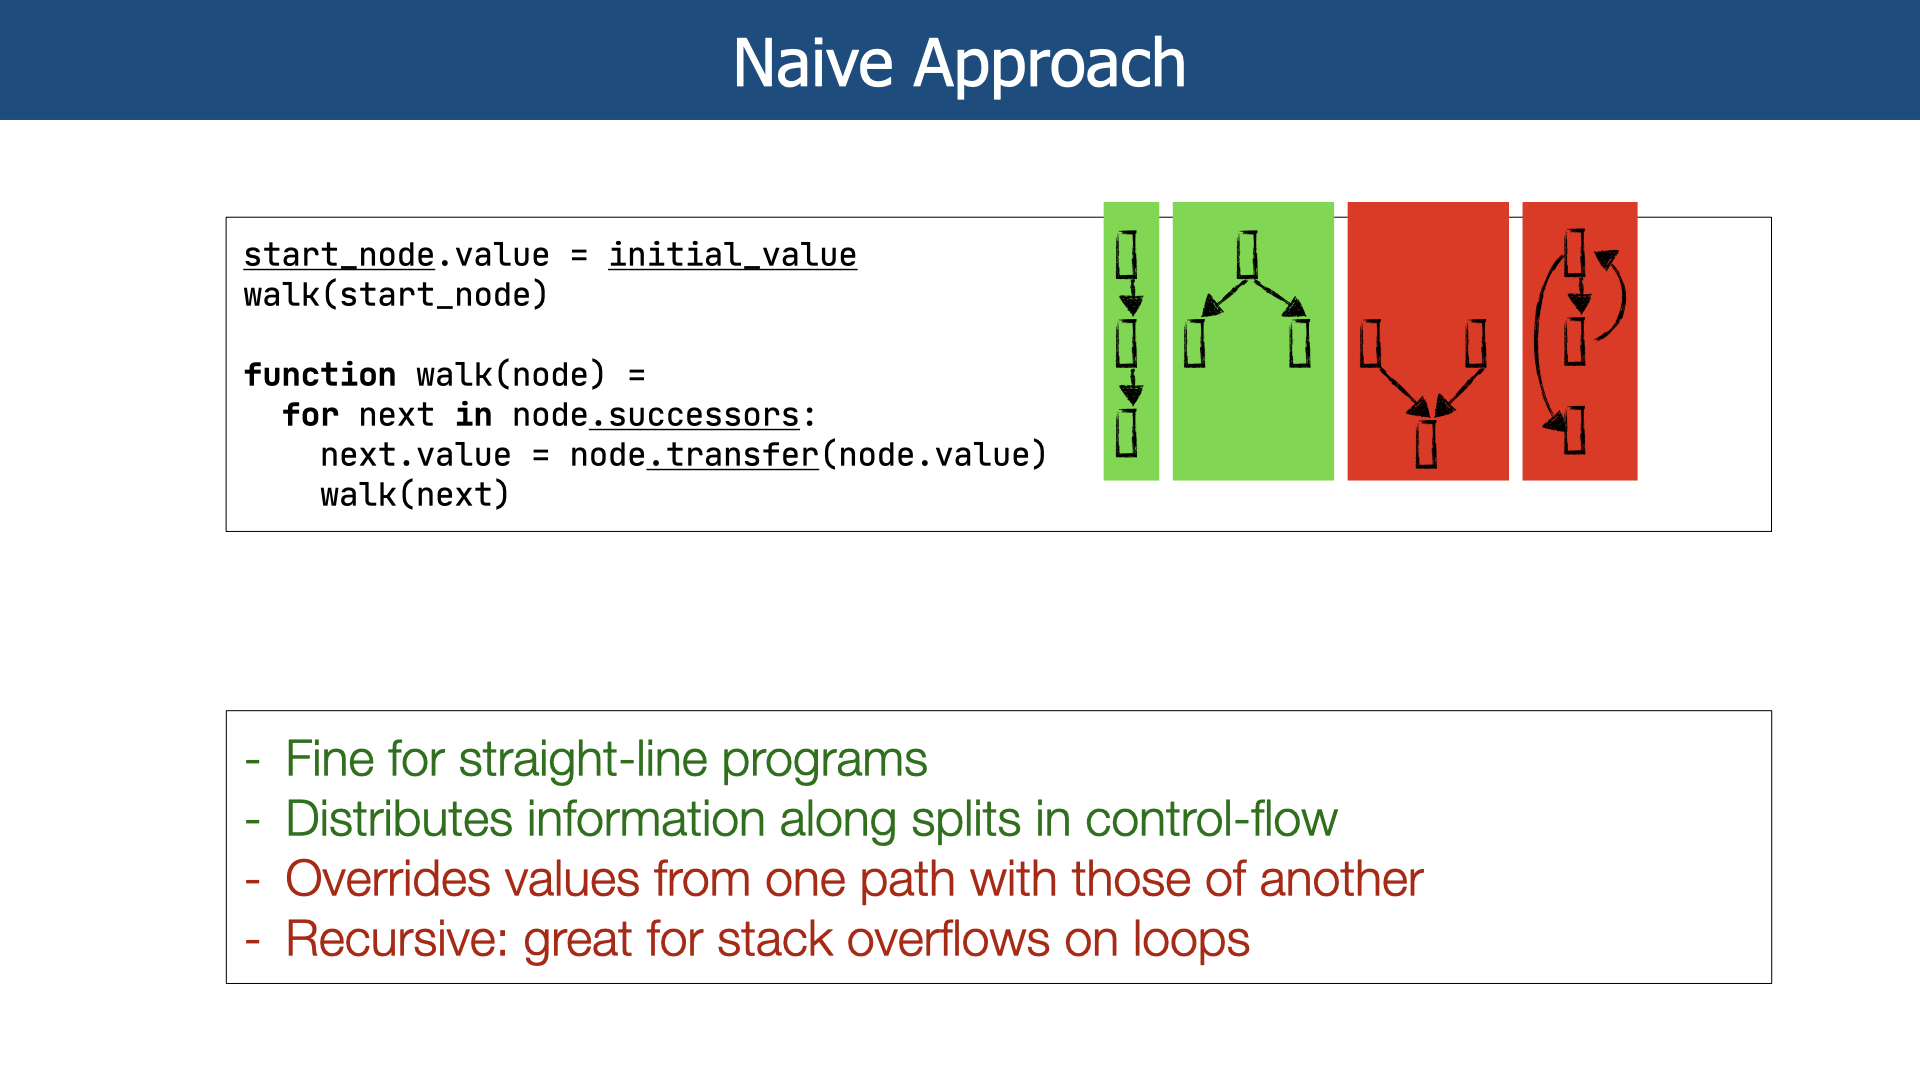 Naive Approach
start_node.value = initial_value
walk(start_node)
function walk(node) =
  for next in node.successors:
    next.value = node.transfer(node.value)
    walk(next)
- Fine for straight-line programs
- Distributes information along splits in control-flow
- Overrides values from one path with those of another
- Recursive: great for stack overflows on loops